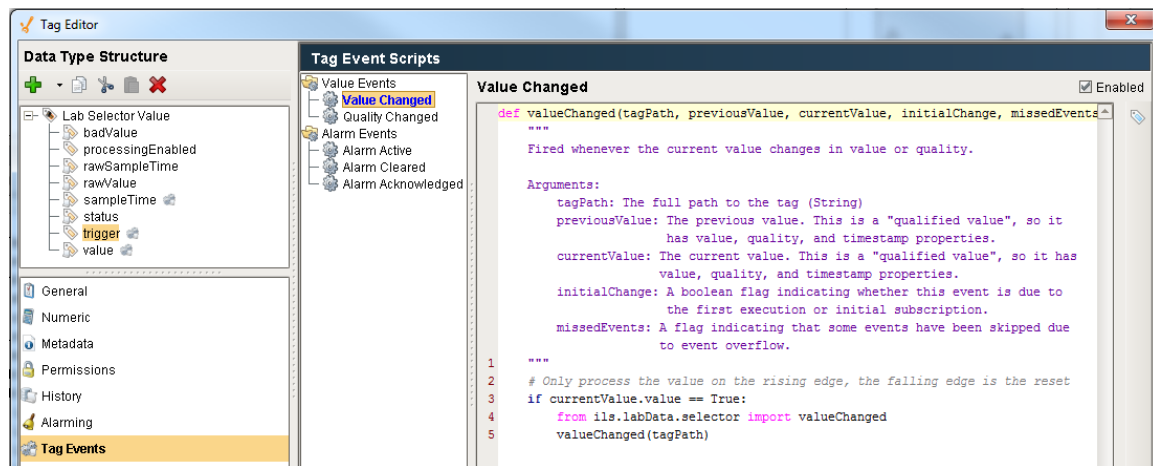 Tag Editor
Data Type Structure
Lab Selector Value
badValue
processingEnabled
rawSampleTime
rawValue
sampleTime
status
trigger
value
General
Numeric
Metadata
Permissions
History
Alarming
Tag Events
Tag Event Scripts
Value Events
Value Changed
Quality Changed
Alarm Events
Alarm Active
Alarm Cleared
Alarm Acknowledged
Value Changed
Enabled
def valueChanged(tagPath, previousValue, currentValue, initialChange, missedEvents
"""
Fired whenever the current value changes in value or quality.
Arguments:
tagPath: The full path to the tag (String)
previousValue: The previous value. This is a "qualified value", so it
has value, quality, and timestamp properties.
currentValue: The current value. This is a "qualified value", so it has
value, quality, and timestamp properties.
initialChange: A boolean flag indicating whether this event is due to
the first execution or initial subscription.
missedEvents: A flag indicating that some events have been skipped due
to event overflow.
1 """
2 # Only process the value on the rising edge, the falling edge is the reset
3 if currentValue.value == True:
4 from ils.labData.selector import valueChanged
5 valueChanged(tagPath)